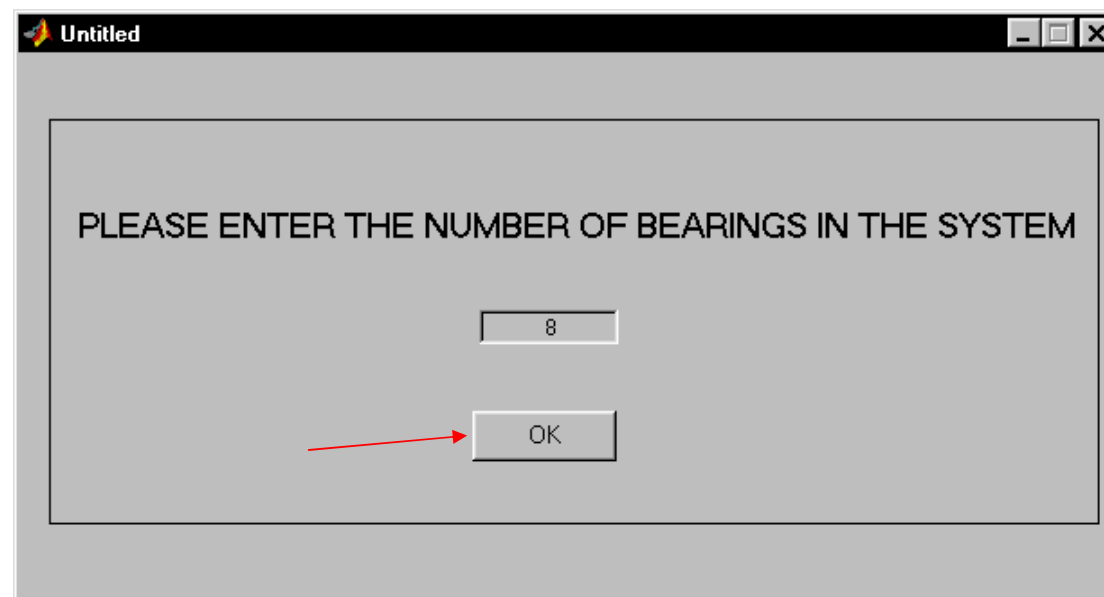 Untitled
PLEASE ENTER THE NUMBER OF BEARINGS IN THE SYSTEM
8
OK